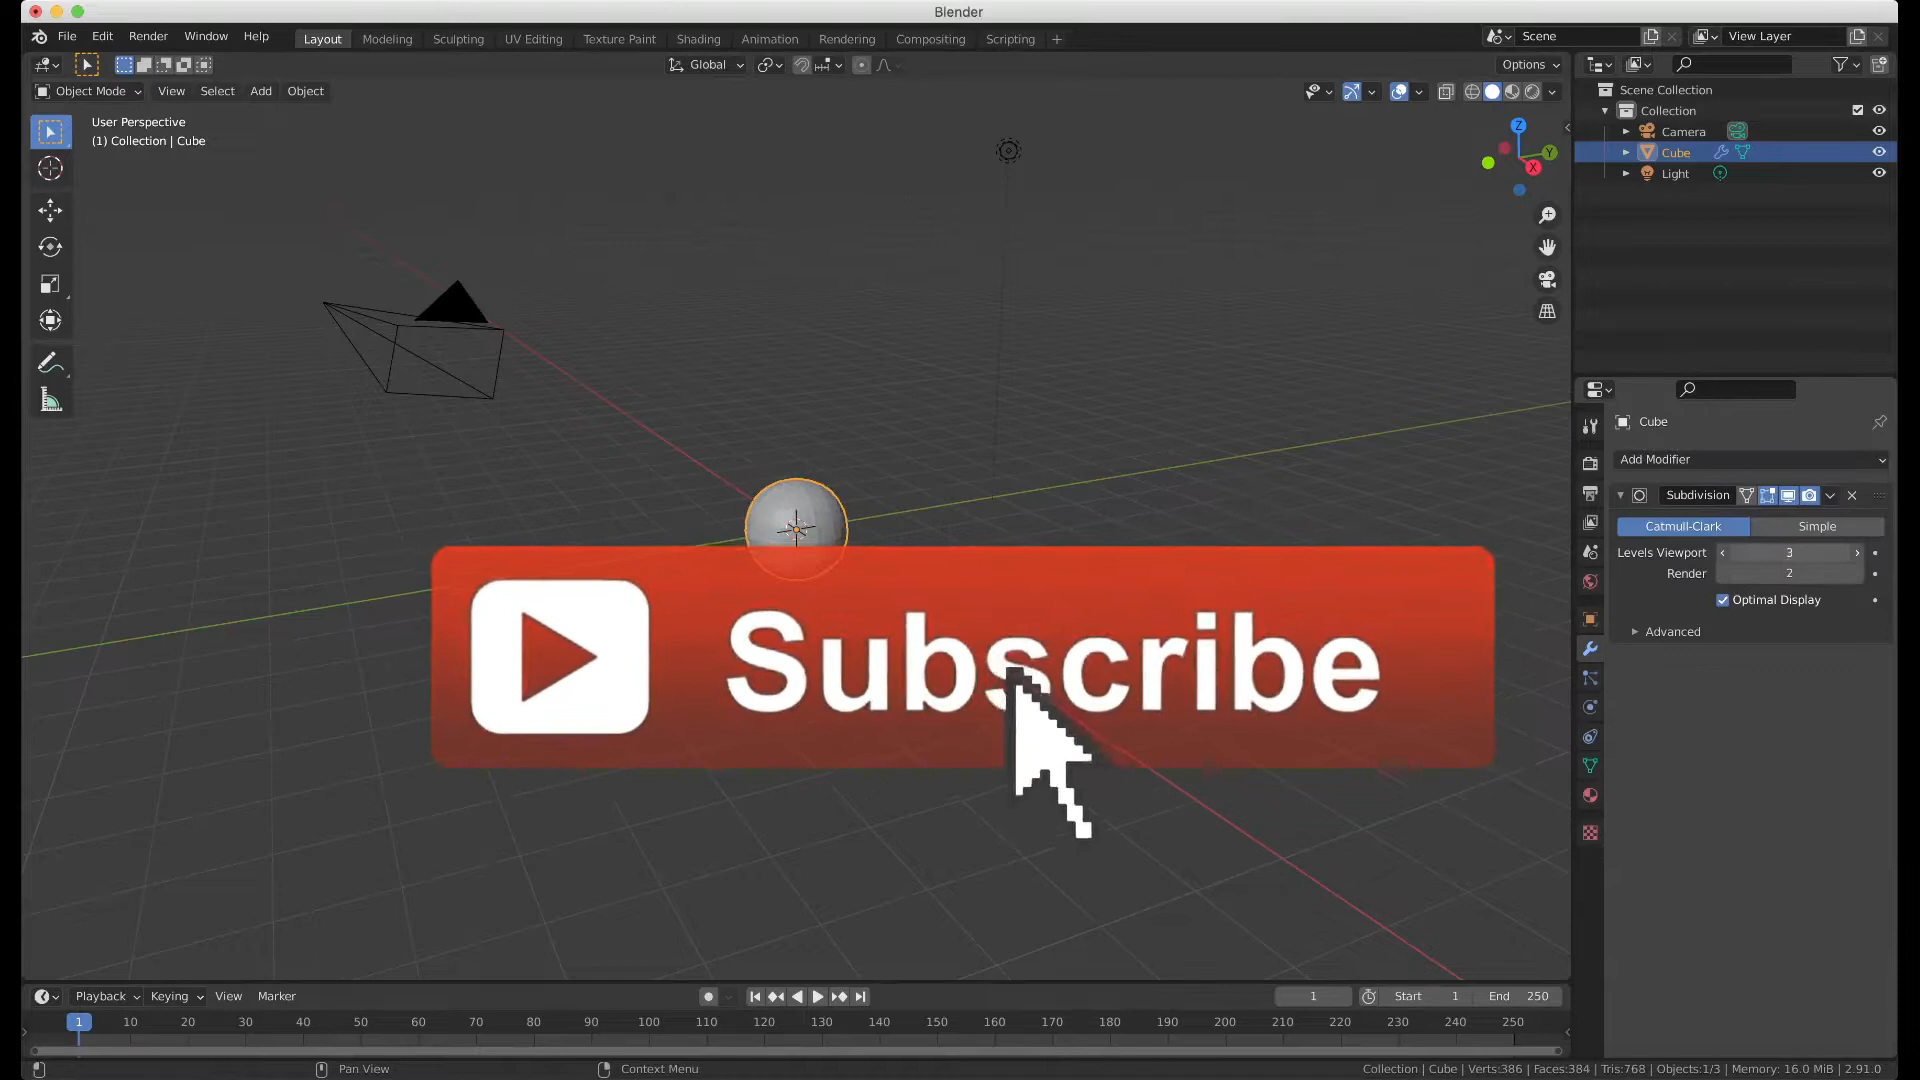 Blender
File Edit Render Window Help
Layout Modeling Sculpting UV Editing Texture Paint Shading Animation Rendering Compositing Scripting +
Scene
View Layer
Global
Options
Object Mode View Select Add Object
User Perspective
(1) Collection | Cube
Z
Y
X
Scene Collection
Collection
Camera
Cube
Light
Cube
Add Modifier
Subdivision
Catmull-Clark Simple
Levels Viewport 3
Render 2
Optimal Display
Advanced
Subscribe
Playback Keying View Marker
1 Start 1 End 250
1 10 20 30 40 50 60 70 80 90 100 110 120 130 140 150 160 170 180 190 200 210 220 230 240 250
Pan View Context Menu
Collection | Cube | Verts:386 | Faces:384 | Tris:768 | Objects:1/3 | Memory: 16.0 MiB | 2.91.0